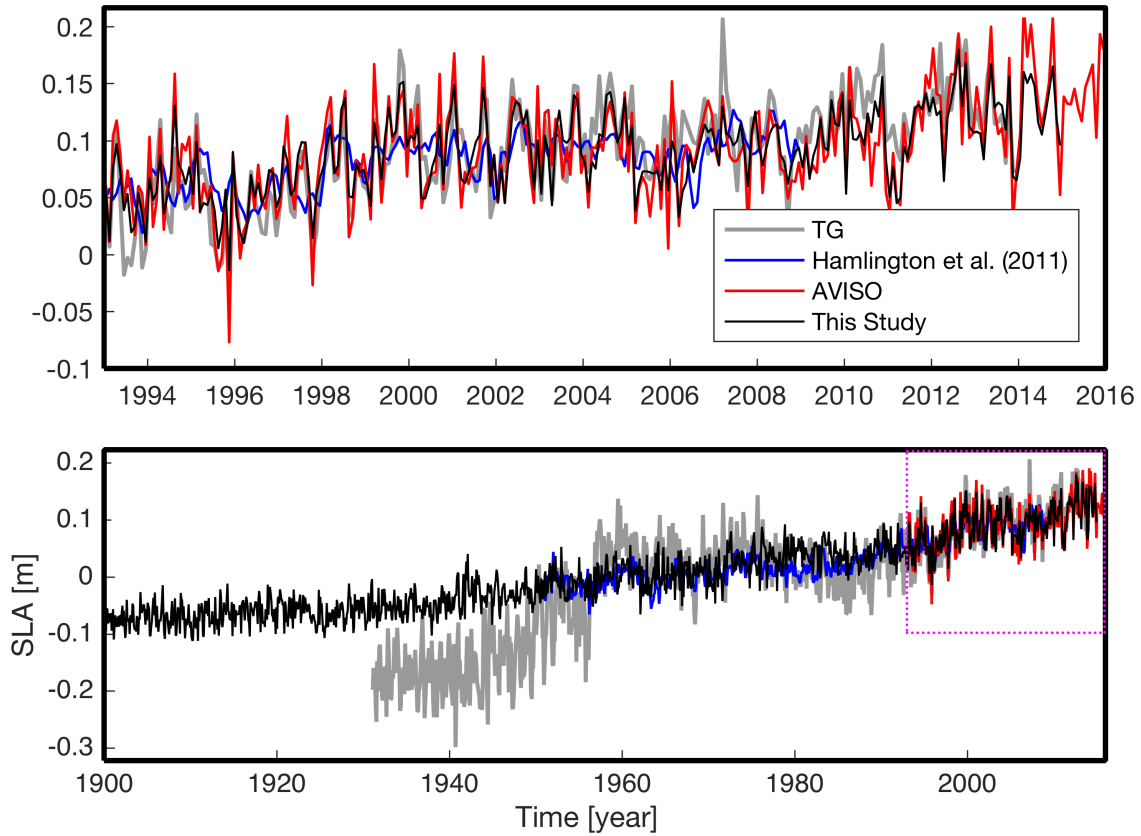 0.2
0.15
0.1
0.05
0
-0.05
-0.1
TG
Hamlington et al. (2011)
AVISO
This Study
1994 1996 1998 2000 2002 2004 2006 2008 2010 2012 2014 2016
0.2
0.1
0
-0.1
-0.2
-0.3
SLA [m]
1900 1920 1940 1960 1980 2000
Time [year]